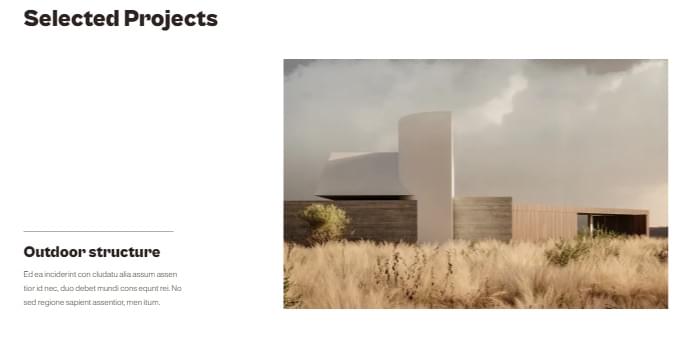 Selected Projects
Outdoor structure
Ed ea inciderint con cludatu alia assum assen
tior id nec, duo debet mundi cons equnt rei. No
sed regione sapient assentior, men itum.